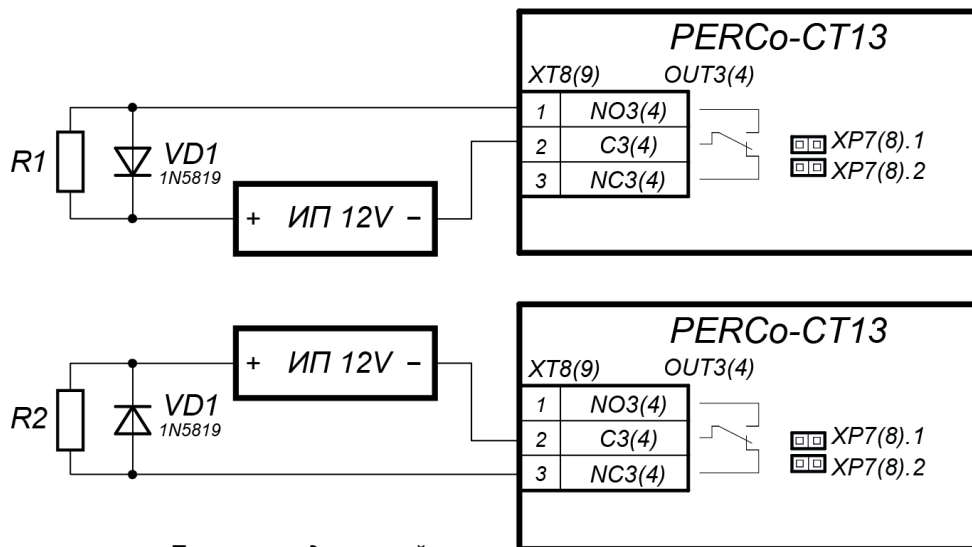 PERCo-CT13
XT8(9) OUT3(4)
1 NO3(4)
2 C3(4)
3 NC3(4)
XP7(8).1
XP7(8).2
R1
VD1
1N5819
+ ИП 12V −
PERCo-CT13
XT8(9) OUT3(4)
1 NO3(4)
2 C3(4)
3 NC3(4)
XP7(8).1
XP7(8).2
+ ИП 12V −
R2
VD1
1N5819